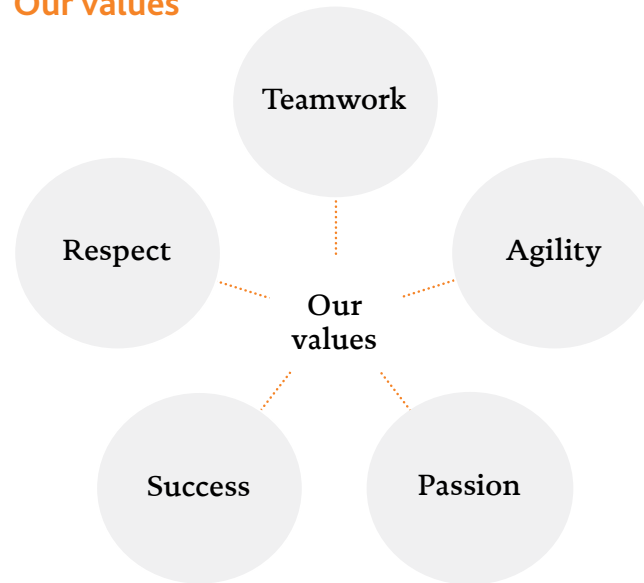 Our values
Teamwork
Respect
Agility
Our
values
Success
Passion